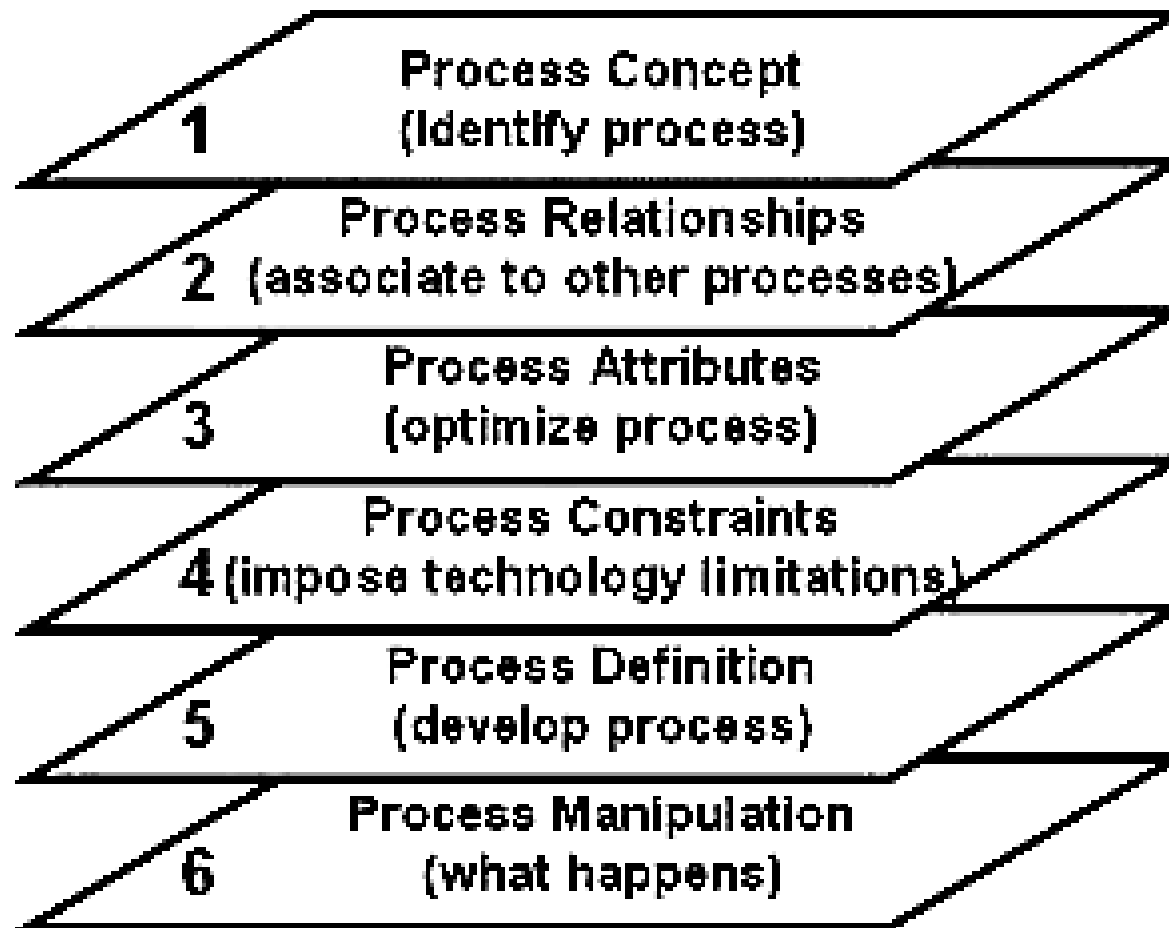 Process Concept
1 (Identify process)
Process Relationships
2 (associate to other processes)
Process Attributes
3 (optimize process)
Process Constraints
4 (impose technology limitations)
Process Definition
5 (develop process)
Process Manipulation
6 (what happens)